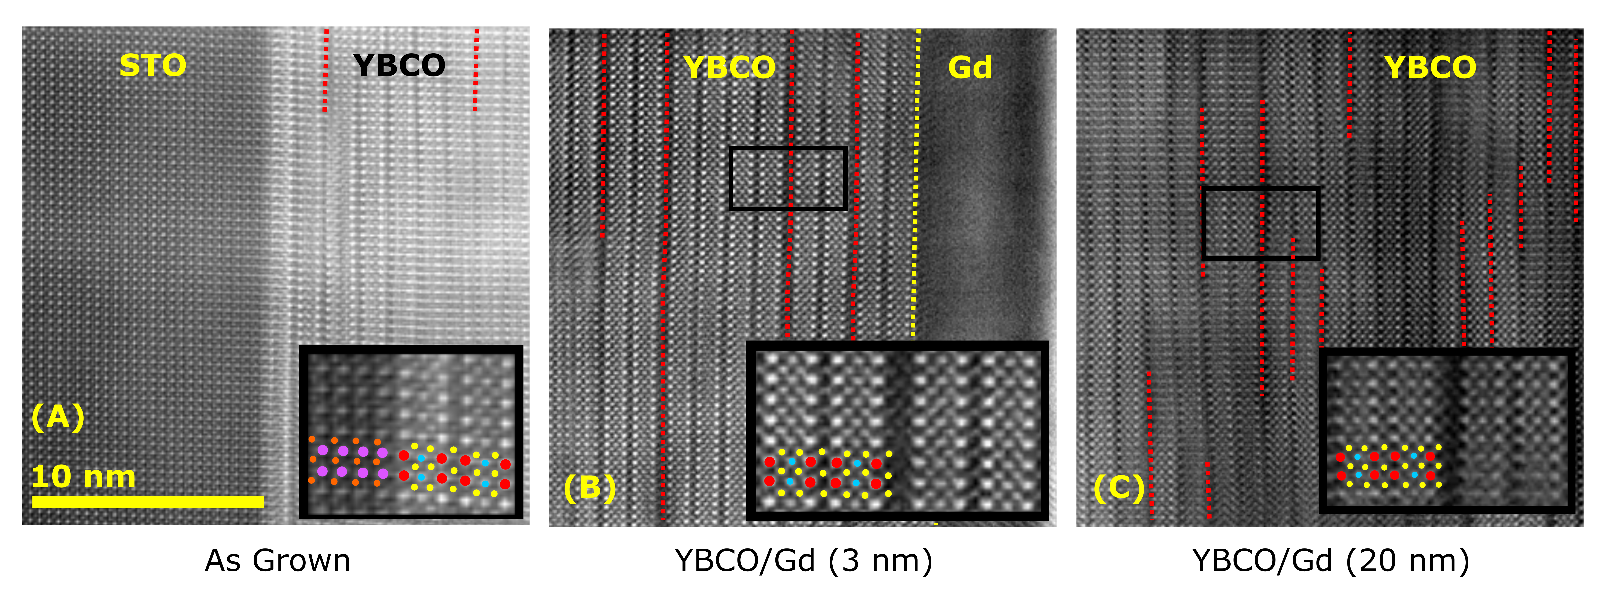 STO
YBCO
(A)
10 nm
As Grown
YBCO
Gd
(B)
YBCO/Gd (3 nm)
YBCO
(C)
YBCO/Gd (20 nm)